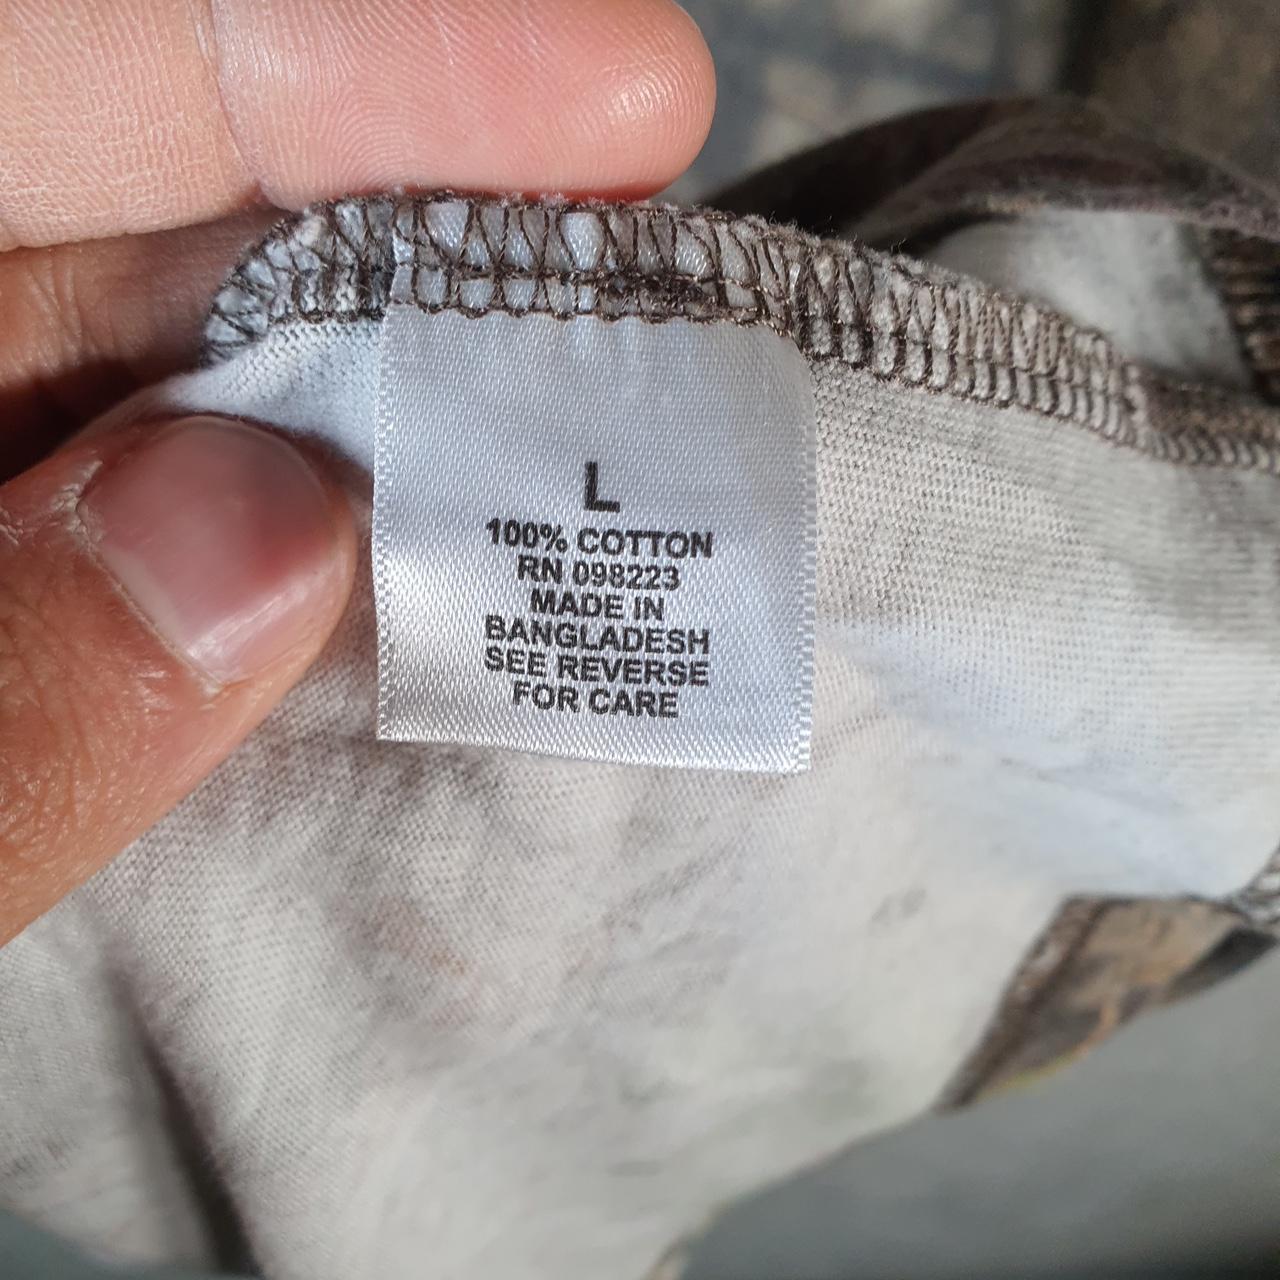 L
100% COTTON
RN 098223
MADE IN
BANGLADESH
SEE REVERSE
FOR CARE